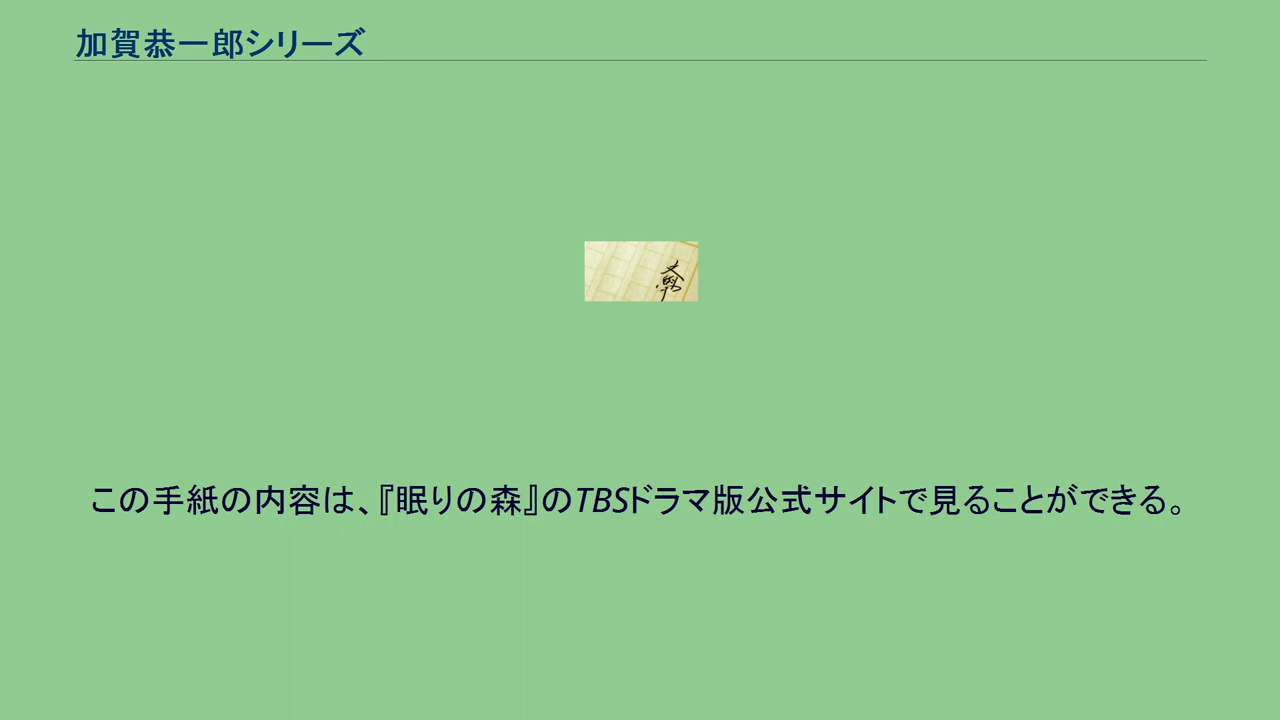 加賀恭一郎シリーズ
この手紙の内容は、『眠りの森』のTBSドラマ版公式サイトで見ることができる。